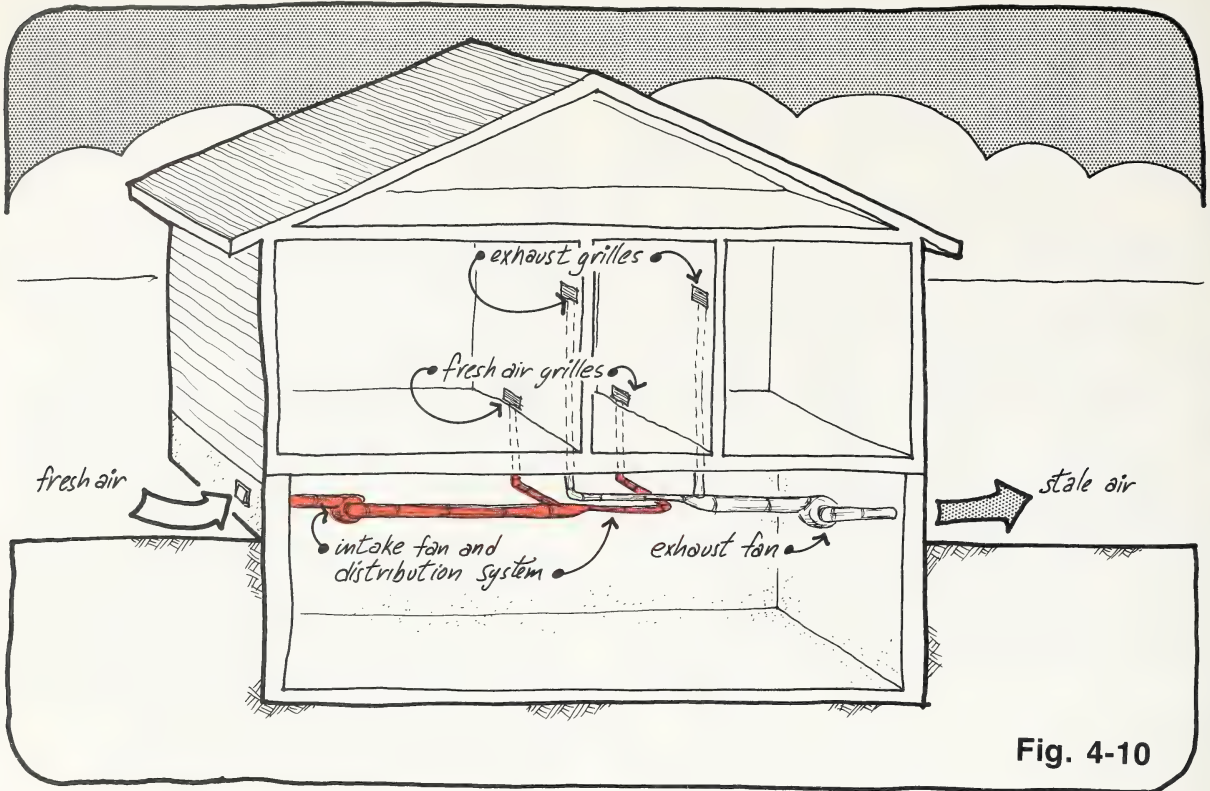 exhaust grilles
fresh air grilles
fresh air
stale air
intake fan and
distribution system
exhaust fan
Fig. 4-10